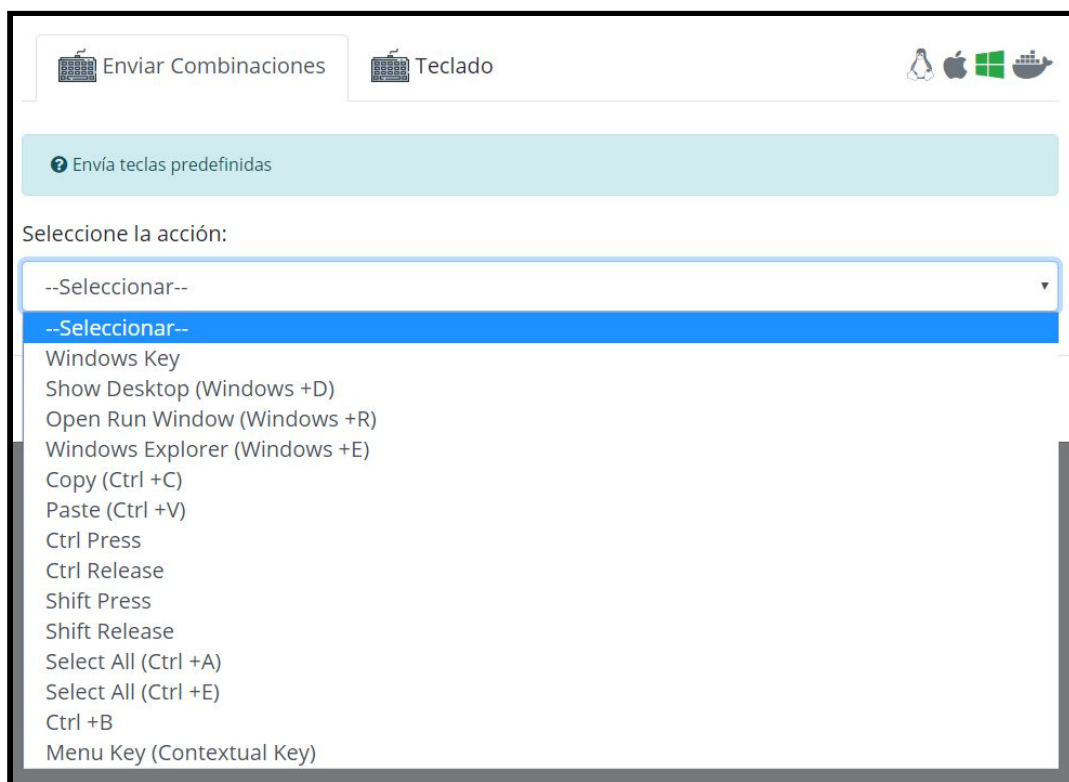 Enviar Combinaciones
Teclado
Envía teclas predefinidas
Seleccione la acción:
--Seleccionar--
--Seleccionar--
Windows Key
Show Desktop (Windows +D)
Open Run Window (Windows +R)
Windows Explorer (Windows +E)
Copy (Ctrl +C)
Paste (Ctrl +V)
Ctrl Press
Ctrl Release
Shift Press
Shift Release
Select All (Ctrl +A)
Select All (Ctrl +E)
Ctrl +B
Menu Key (Contextual Key)